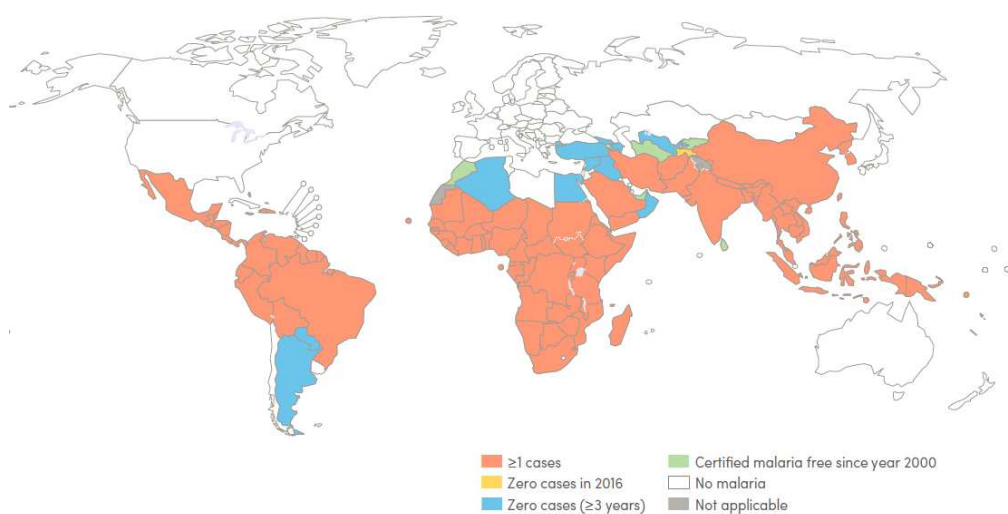 ≥1 cases
Zero cases in 2016
Zero cases (≥3 years)
Certified malaria free since year 2000
No malaria
Not applicable